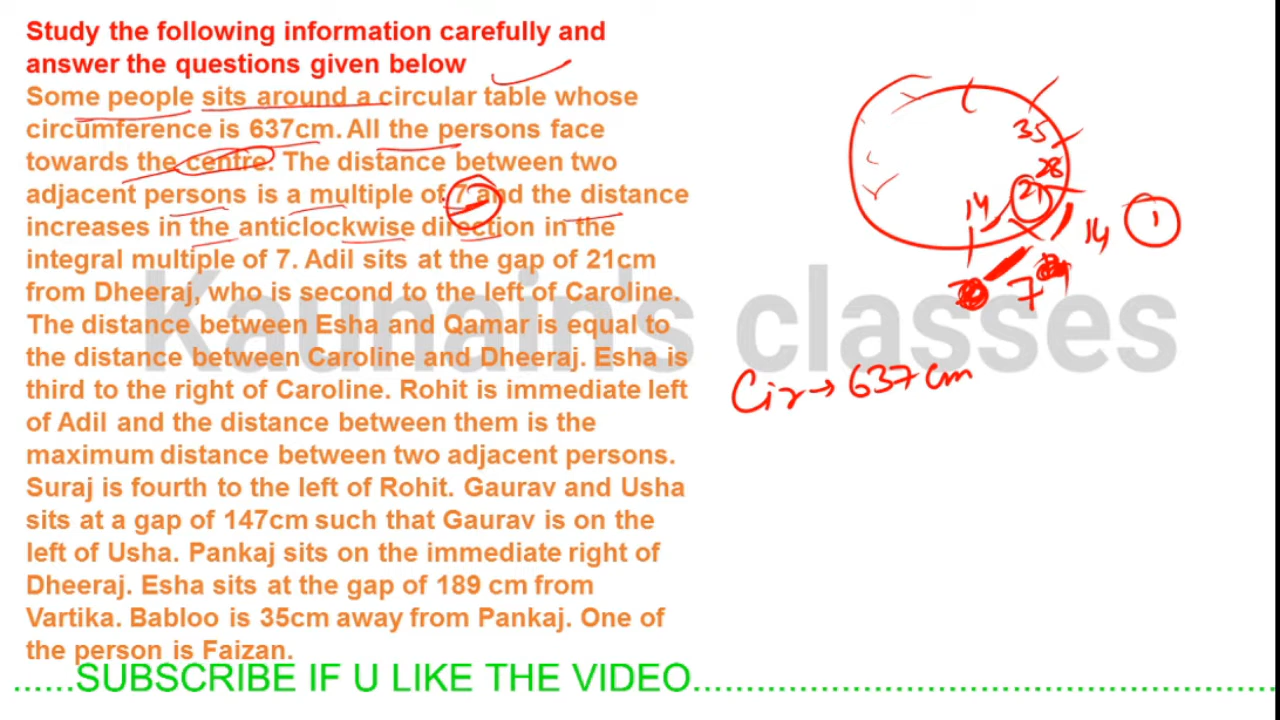 Study the following information carefully and
answer the questions given below
Some people sits around a circular table whose
circumference is 637cm. All the persons face
towards the centre. The distance between two
adjacent persons is a multiple of 7 and the distance
increases in the anticlockwise direction in the
integral multiple of 7. Adil sits at the gap of 21cm
from Dheeraj, who is second to the left of Caroline.
The distance between Esha and Qamar is equal to
the distance between Caroline and Dheeraj. Esha is
third to the right of Caroline. Rohit is immediate left
of Adil and the distance between them is the
maximum distance between two adjacent persons.
Suraj is fourth to the left of Rohit. Gaurav and Usha
sits at a gap of 147cm such that Gaurav is on the
left of Usha. Pankaj sits on the immediate right of
Dheeraj. Esha sits at the gap of 189 cm from
Vartika. Babloo is 35cm away from Pankaj. One of
the person is Faizan.
......SUBSCRIBE IF U LIKE THE VIDEO...............................................................
Kaunain's classes
35
28
21
14
14
1
7
Cir → 637 cm